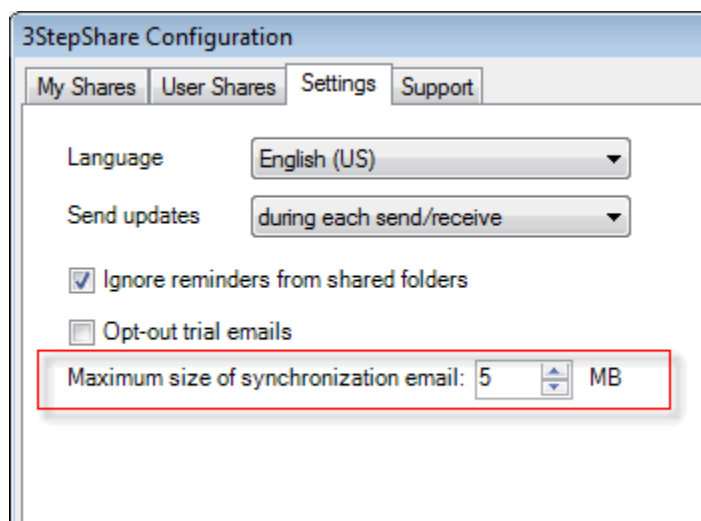 3StepShare Configuration
My Shares User Shares Settings Support
Language English (US)
Send updates during each send/receive
Ignore reminders from shared folders
Opt-out trial emails
Maximum size of synchronization email: 5 MB